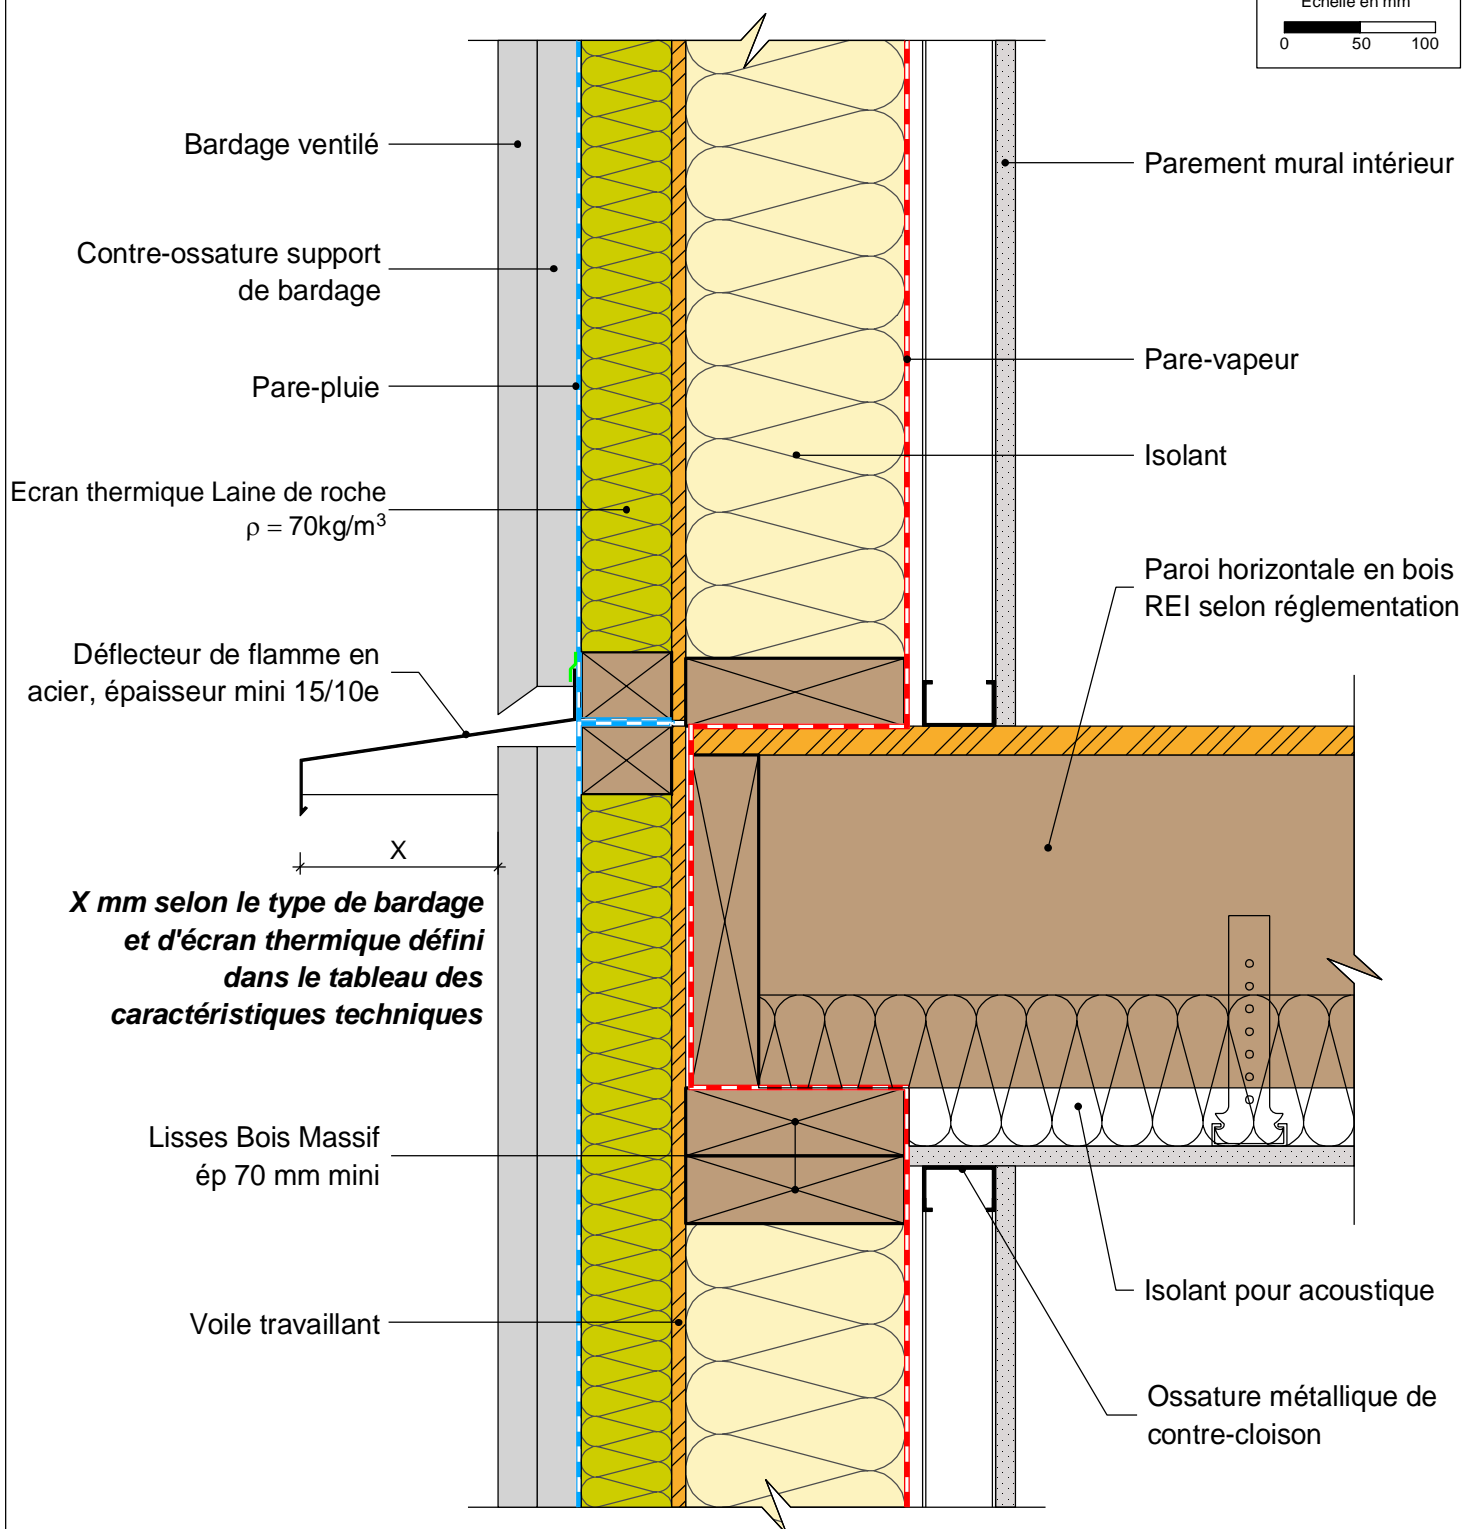 Echelle en mm
0 50 100
Bardage ventilé
Parement mural intérieur
Contre-ossature support
de bardage
Pare-vapeur
Pare-pluie
Isolant
Ecran thermique Laine de roche
ρ = 70kg/m³
Paroi horizontale en bois
REI selon réglementation
Déflecteur de flamme en
acier, épaisseur mini 15/10e
X
X mm selon le type de bardage
et d'écran thermique défini
dans le tableau des
caractéristiques techniques
Lisses Bois Massif
ép 70 mm mini
Isolant pour acoustique
Voile travaillant
Ossature métallique de
contre-cloison